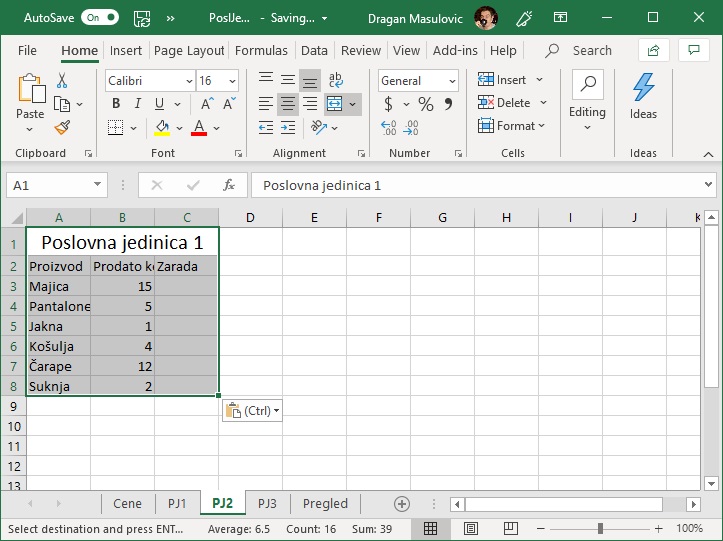 AutoSave On PoslJe... - Saving... Dragan Masulovic
File Home Insert Page Layout Formulas Data Review View Add-ins Help Search
Paste Calibri 16 General Insert Editing Ideas
B I U A A ab $ % Delete
A Format
Clipboard Font Alignment Number Cells Ideas
A1 fx Poslovna jedinica 1
A B C D E F G H I J K
1 Poslovna jedinica 1
2 Proizvod Prodato Zarada
3 Majica 15
4 Pantalone 5
5 Jakna 1
6 Košulja 4
7 Čarape 12
8 Suknja 2
9 (Ctrl)
10
11
12
13
Cene PJ1 PJ2 PJ3 Pregled
Select destination and press ENT... Average: 6.5 Count: 16 Sum: 39 100%